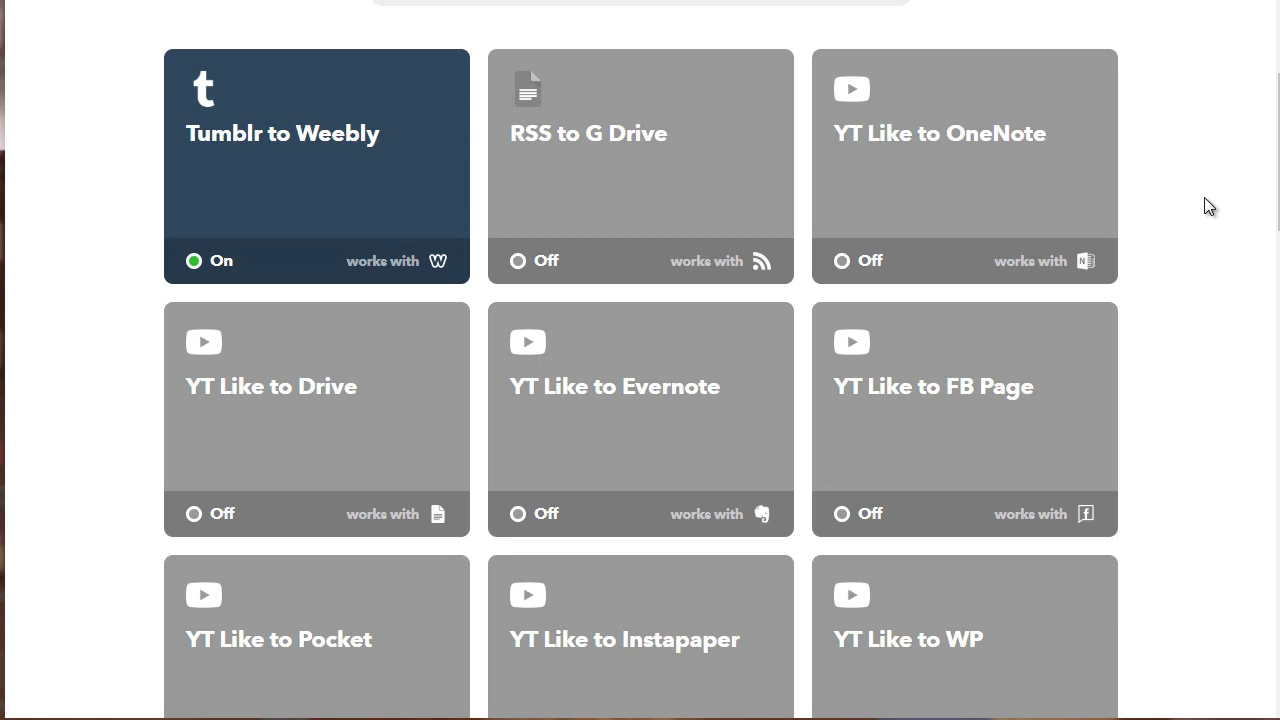 Tumblr to Weebly
RSS to G Drive
YT Like to OneNote
On works with
Off works with
Off works with
YT Like to Drive
YT Like to Evernote
YT Like to FB Page
Off works with
Off works with
Off works with
YT Like to Pocket
YT Like to Instapaper
YT Like to WP